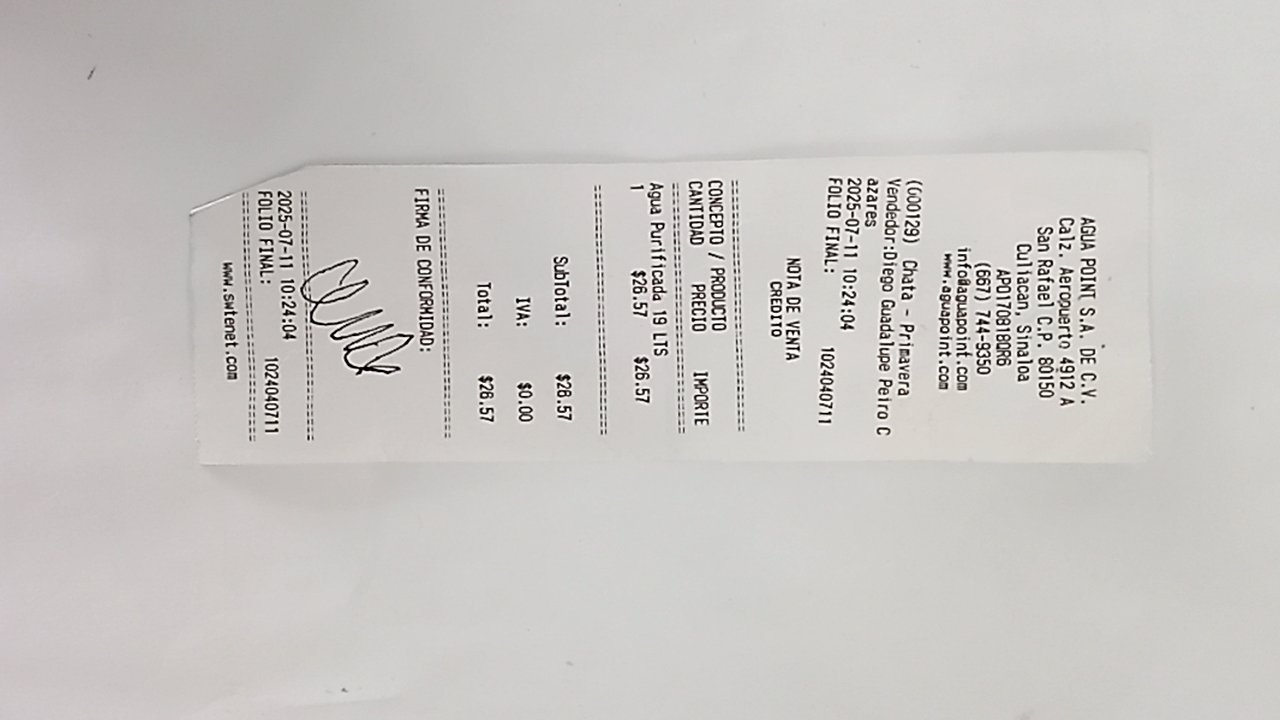 AGUA POINT S.A. DE C.V.
Calz. Aeropuerto 4912 A
San Rafael C.P. 80150
Culiacan, Sinaloa
APO170818QR6
(667) 744-9350
info@aguapoint.com
www.aguapoint.com
(000129) Chata - Primavera
Vendedor:Diego Guadalupe Peiro C
azares
2025-07-11 10:24:04
FOLIO FINAL: 1024040711
NOTA DE VENTA
CREDITO
================================
CONCEPTO / PRODUCTO
CANTIDAD PRECIO IMPORTE
================================
Agua Purificada 19 LTS
1 $26.57 $26.57
================================
SubTotal: $26.57
IVA: $0.00
Total: $26.57
================================
FIRMA DE CONFORMIDAD:
================================
2025-07-11 10:24:04
FOLIO FINAL: 1024040711
================================
www.swtenet.com